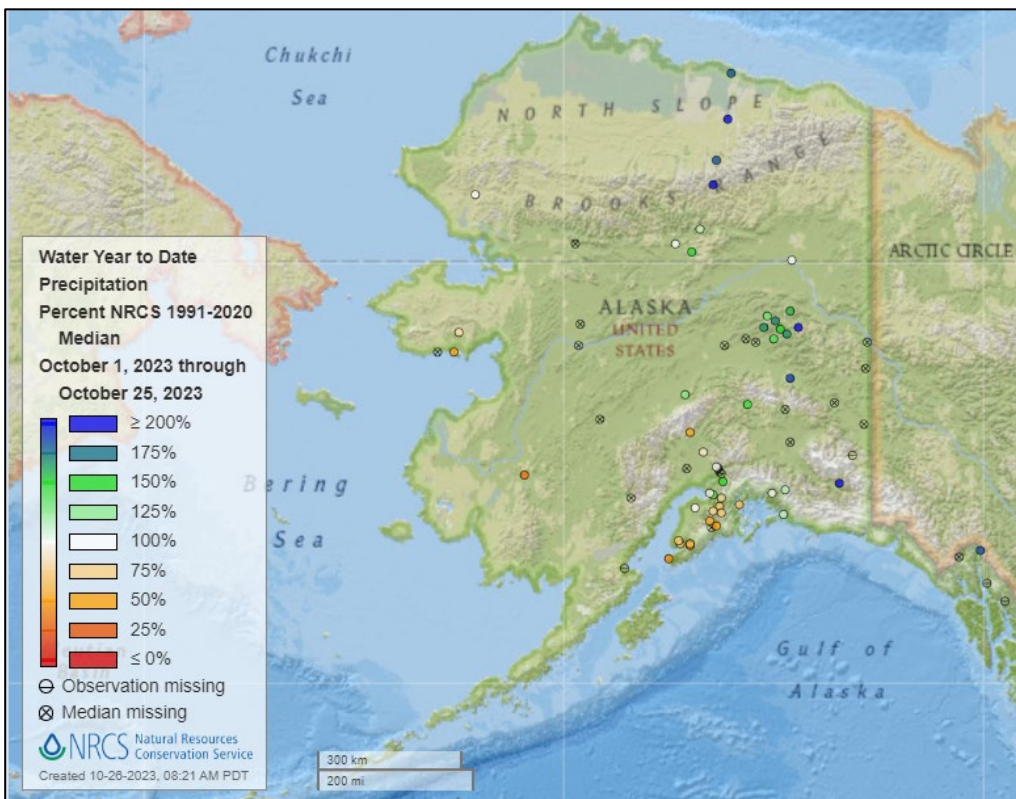 Chukchi
Sea
NORTH SLOPE
BROOKS RANGE
ARCTIC CIRCLE
ALASKA
UNITED
STATES
Bering
Sea
Gulf of
Alaska
Water Year to Date
Precipitation
Percent NRCS 1991-2020
Median
October 1, 2023 through
October 25, 2023
≥ 200%
175%
150%
125%
100%
75%
50%
25%
≤ 0%
Observation missing
Median missing
NRCS Natural Resources
Conservation Service
Created 10-26-2023, 08:21 AM PDT
300 km
200 mi